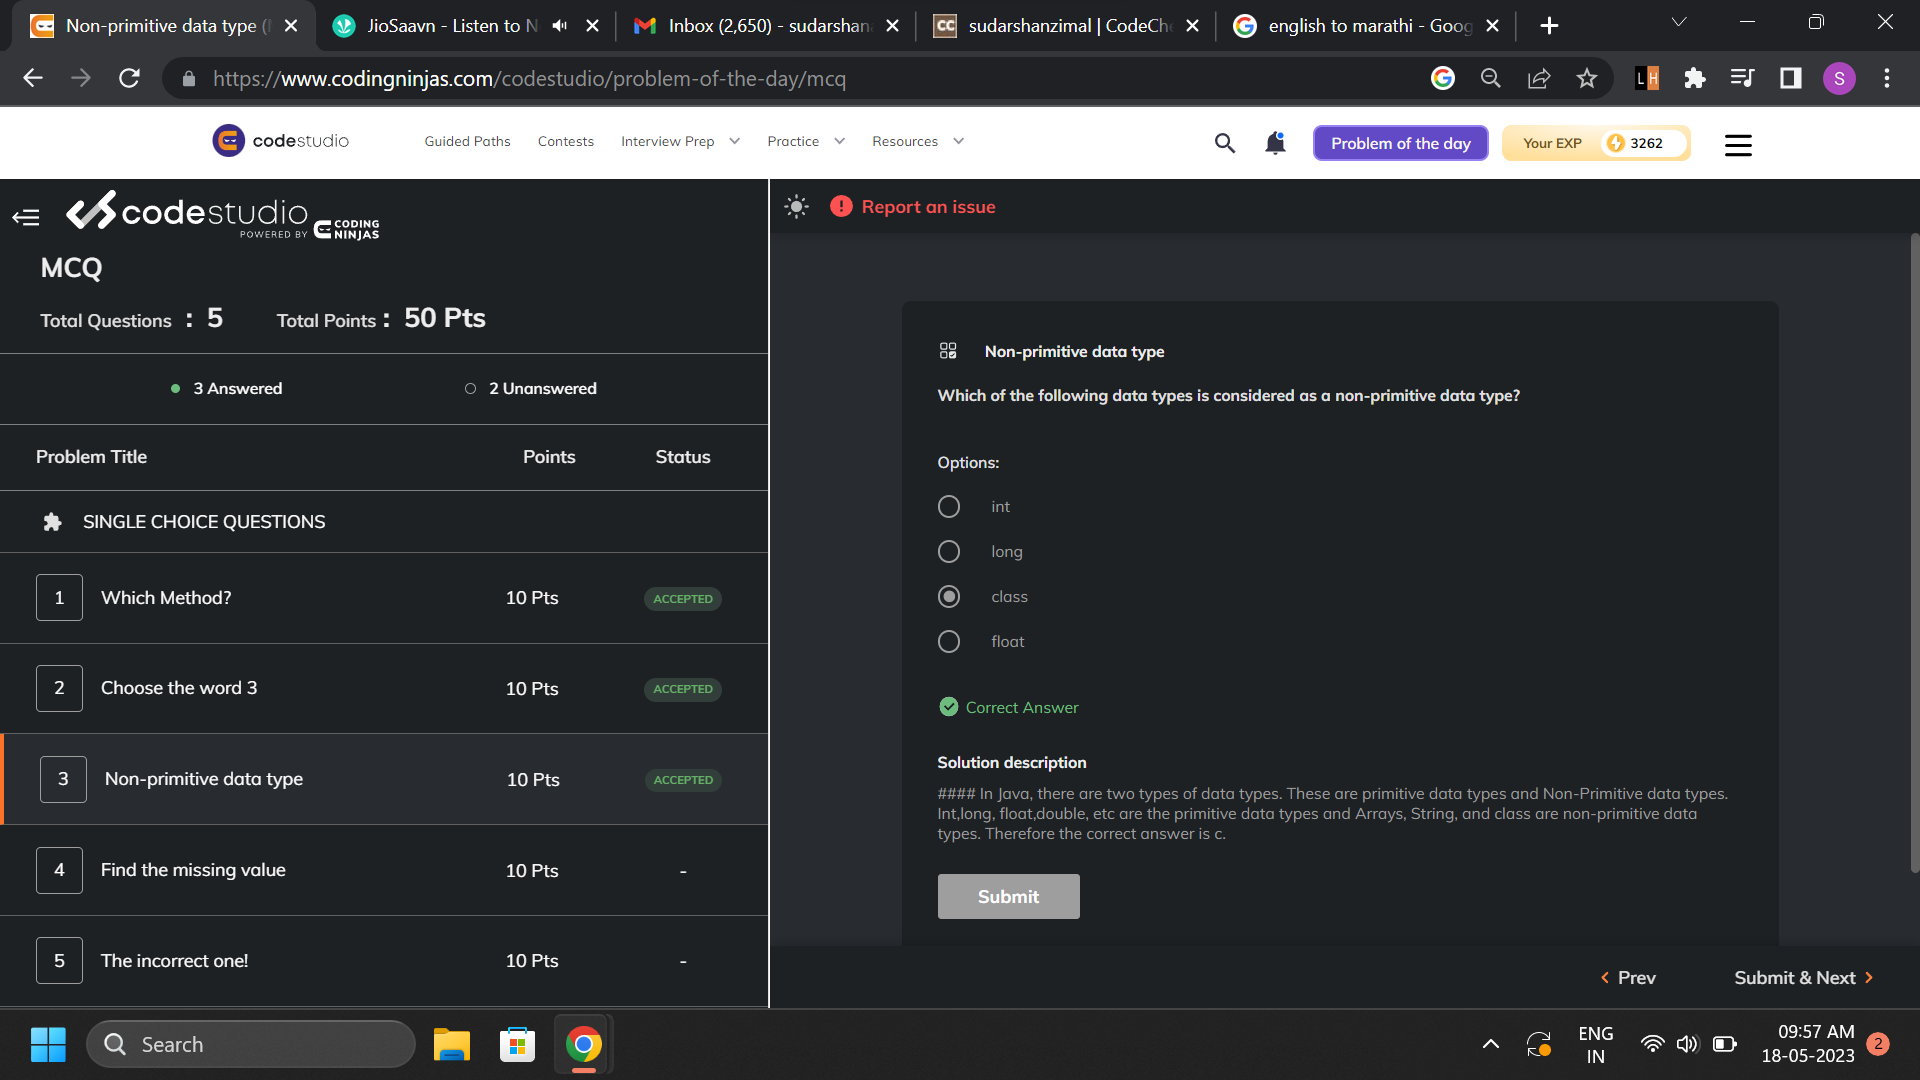 Non-primitive data type (
JioSaavn - Listen to N
Inbox (2,650) - sudarshan
CC
sudarshanzimal | CodeChe
english to marathi - Goog
https://www.codingninjas.com/codestudio/problem-of-the-day/mcq
LH
S
codestudio
Guided Paths
Contests
Interview Prep
Practice
Resources
Problem of the day
Your EXP
3262
codestudio
POWERED BY
CODING
NINJAS
MCQ
Total Questions : 5
Total Points : 50 Pts
3 Answered
2 Unanswered
Problem Title
Points
Status
SINGLE CHOICE QUESTIONS
1
Which Method?
10 Pts
ACCEPTED
2
Choose the word 3
10 Pts
ACCEPTED
3
Non-primitive data type
10 Pts
ACCEPTED
4
Find the missing value
10 Pts
-
5
The incorrect one!
10 Pts
-
Report an issue
Non-primitive data type
Which of the following data types is considered as a non-primitive data type?
Options:
int
long
class
float
Correct Answer
Solution description
#### In Java, there are two types of data types. These are primitive data types and Non-Primitive data types.
Int,long, float,double, etc are the primitive data types and Arrays, String, and class are non-primitive data
types. Therefore the correct answer is c.
Submit
Prev
Submit & Next
Search
ENG
IN
09:57 AM
18-05-2023
2